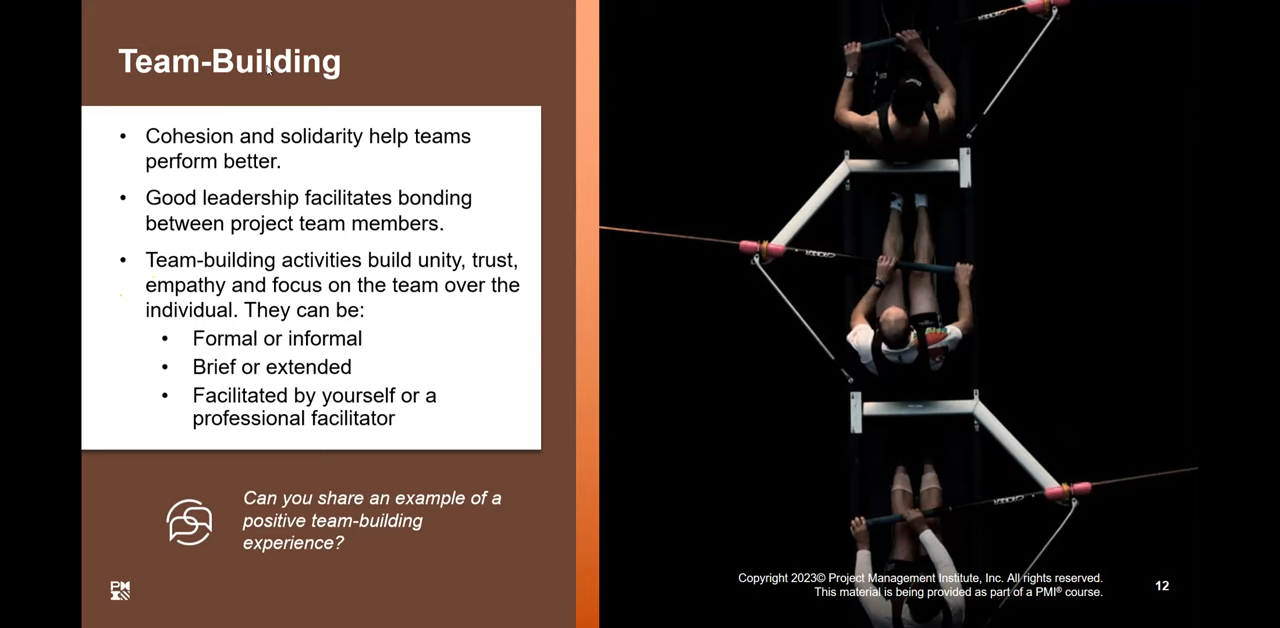 Team-Building
• Cohesion and solidarity help teams
perform better.
• Good leadership facilitates bonding
between project team members.
• Team-building activities build unity, trust,
empathy and focus on the team over the
individual. They can be:
• Formal or informal
• Brief or extended
• Facilitated by yourself or a
professional facilitator
Can you share an example of a
positive team-building
experience?
Copyright 2023© Project Management Institute, Inc. All rights reserved.
This material is being provided as part of a PMI® course.
12